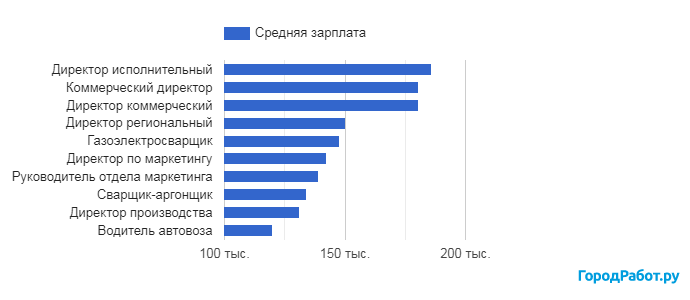 Средняя зарплата
Директор исполнительный
Коммерческий директор
Директор коммерческий
Директор региональный
Газоэлектросварщик
Директор по маркетингу
Руководитель отдела маркетинга
Сварщик-аргонщик
Директор производства
Водитель автовоза
100 тыс. 150 тыс. 200 тыс.
ГородРабот.ру